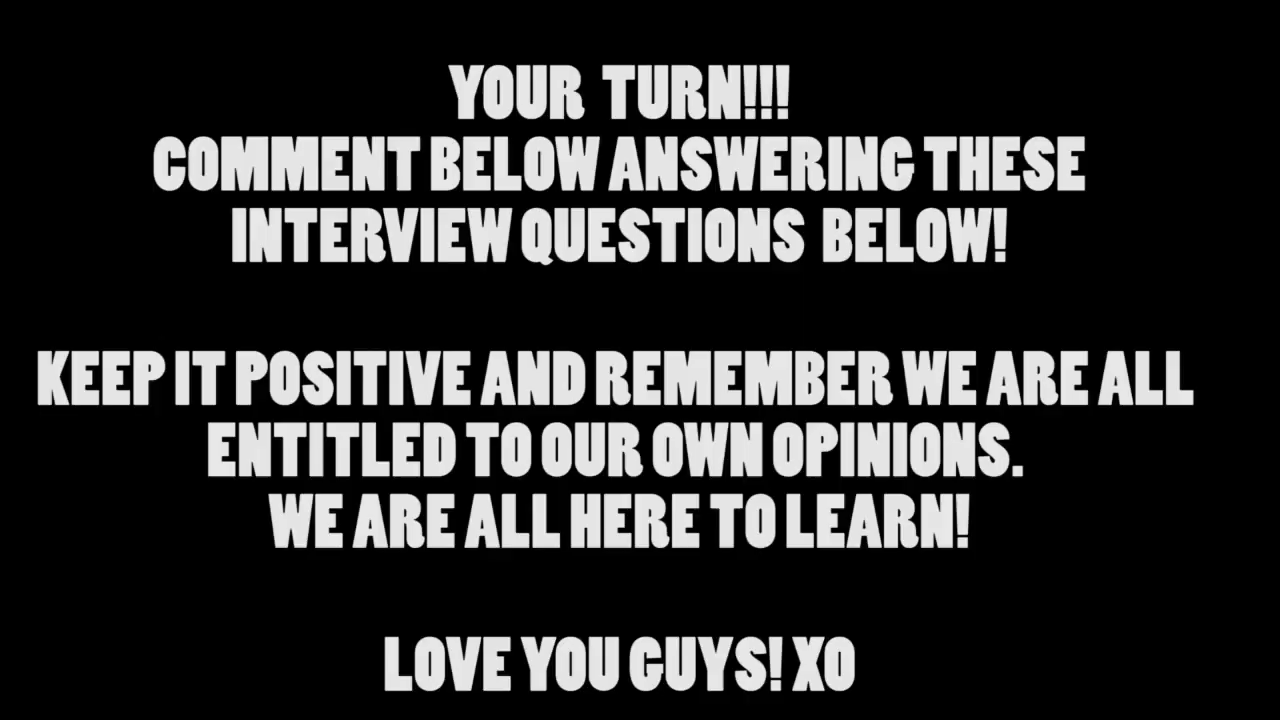 YOUR TURN!!!
COMMENT BELOW ANSWERING THESE
INTERVIEW QUESTIONS BELOW!
KEEP IT POSITIVE AND REMEMBER WE ARE ALL
ENTITLED TO OUR OWN OPINIONS.
WE ARE ALL HERE TO LEARN!
LOVE YOU GUYS! XO